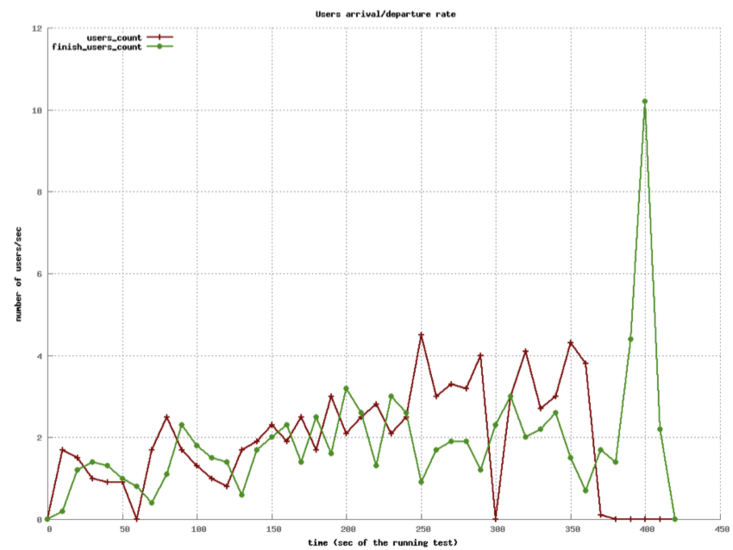 Users arrival/departure rate
12
10
8
6
4
2
0
users_count
finish_users_count
number of users/sec
0 50 100 150 200 250 300 350 400 450
time (sec of the running test)